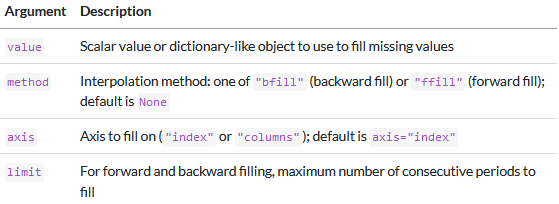 Argument Description
value Scalar value or dictionary-like object to use to fill missing values
method Interpolation method: one of "bfill" (backward fill) or "ffill" (forward fill);
default is None
axis Axis to fill on ( "index" or "columns" ); default is axis="index"
limit For forward and backward filling, maximum number of consecutive periods to
fill